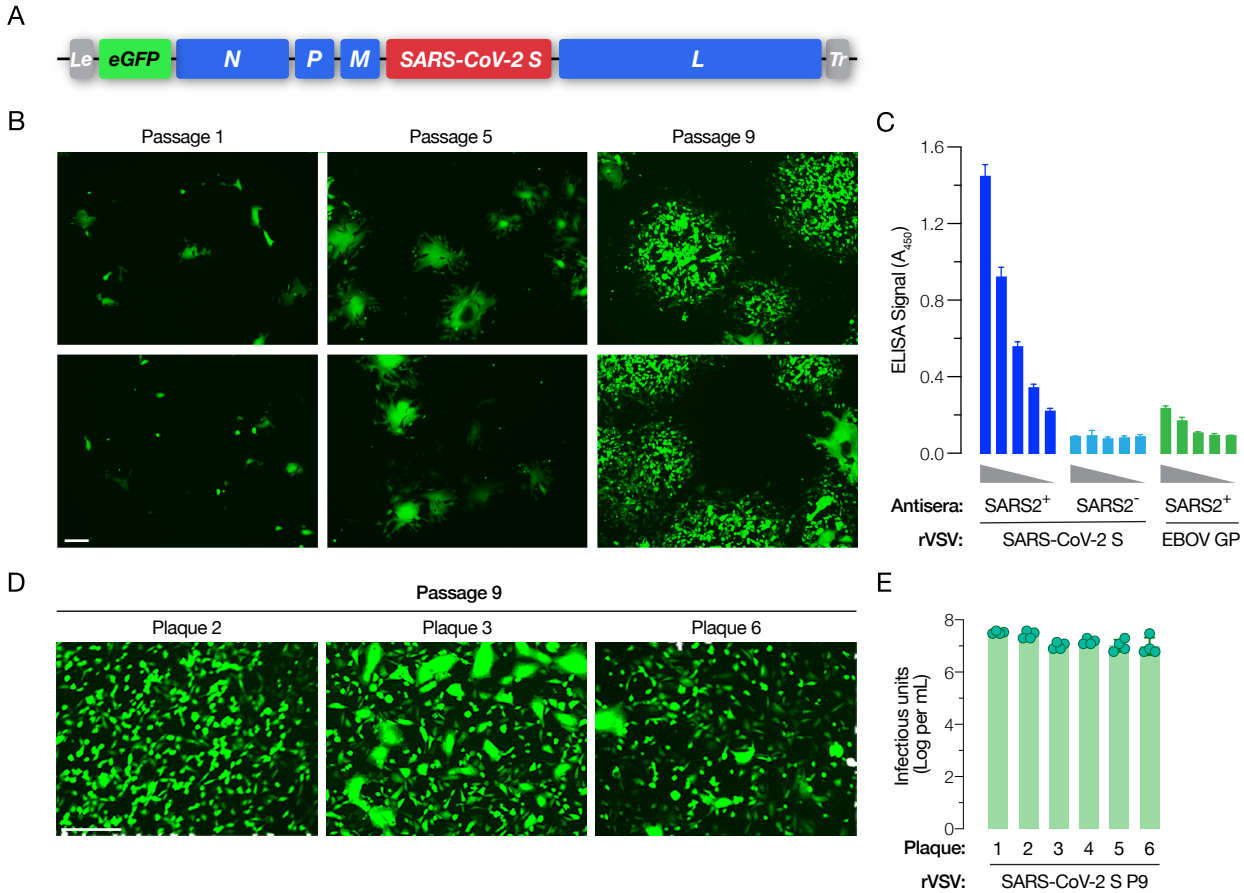 A
Le eGFP N P M SARS-CoV-2 S L Tr
B
Passage 1 Passage 5 Passage 9
C
1.6
1.2
0.8
0.4
0.0
ELISA Signal (A450)
Antisera: SARS2+ SARS2- SARS2+
rVSV: SARS-CoV-2 S EBOV GP
D
Passage 9
Plaque 2 Plaque 3 Plaque 6
E
8
6
4
2
0
Infectious units
(Log per mL)
Plaque: 1 2 3 4 5 6
rVSV: SARS-CoV-2 S P9